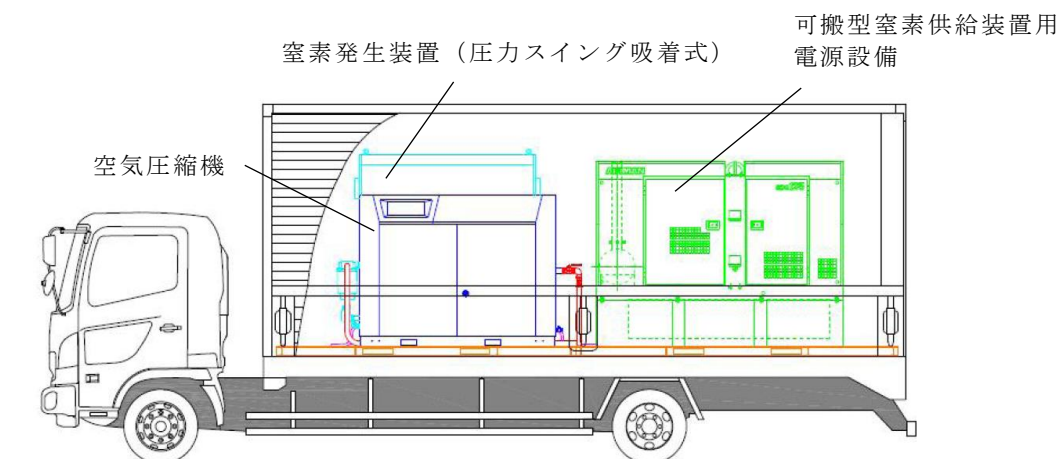 可搬型窒素供給装置用
電源設備
窒素発生装置（圧力スイング吸着式）
空気圧縮機